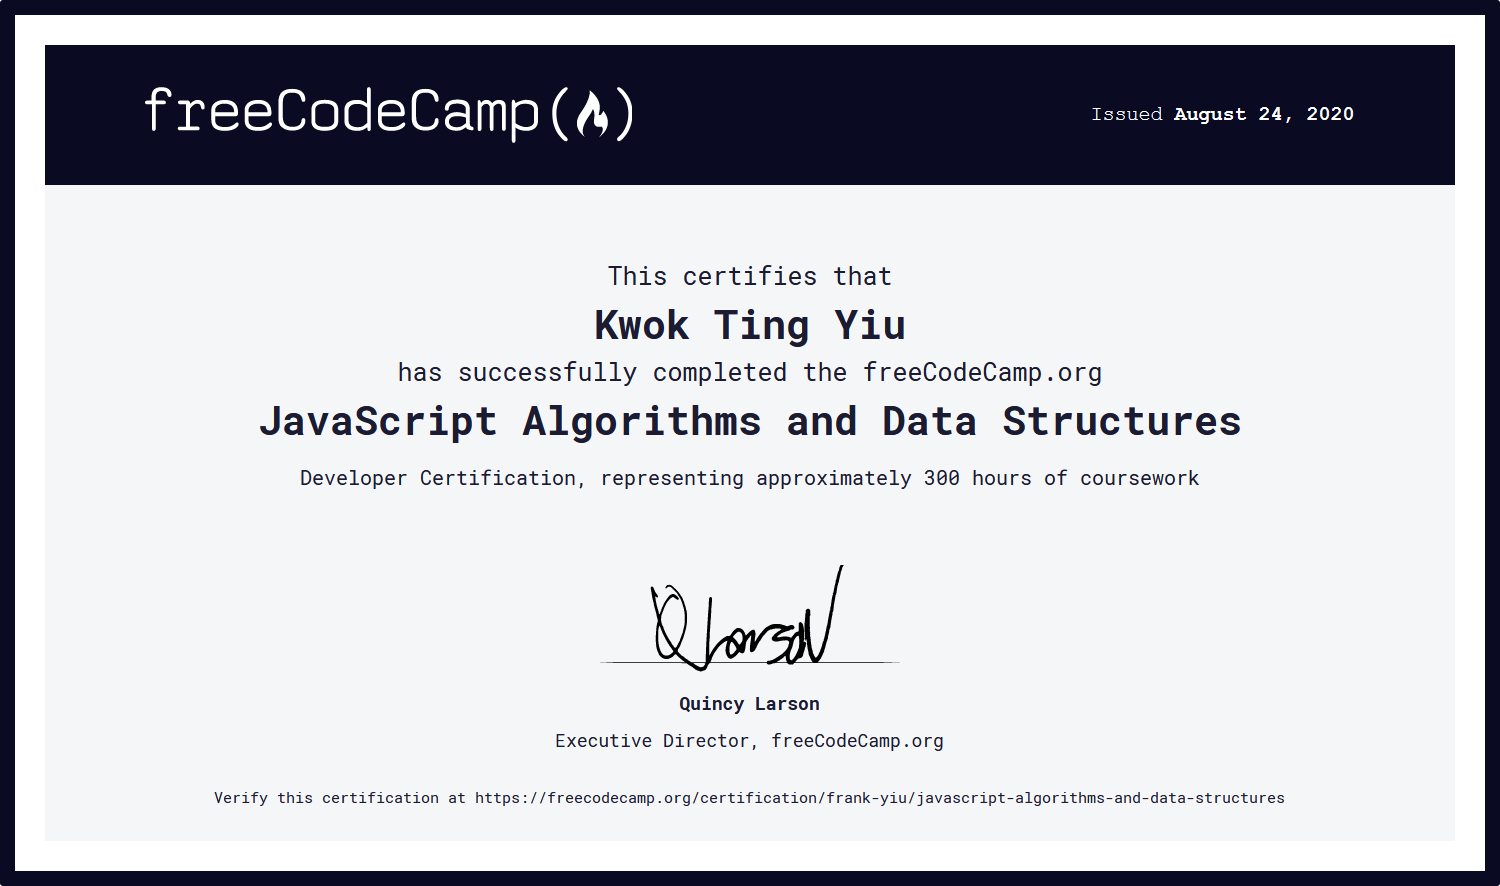 freeCodeCamp
Issued August 24, 2020
This certifies that
Kwok Ting Yiu
has successfully completed the freeCodeCamp.org
JavaScript Algorithms and Data Structures
Developer Certification, representing approximately 300 hours of coursework
Q Larson
Quincy Larson
Executive Director, freeCodeCamp.org
Verify this certification at https://freecodecamp.org/certification/frank-yiu/javascript-algorithms-and-data-structures